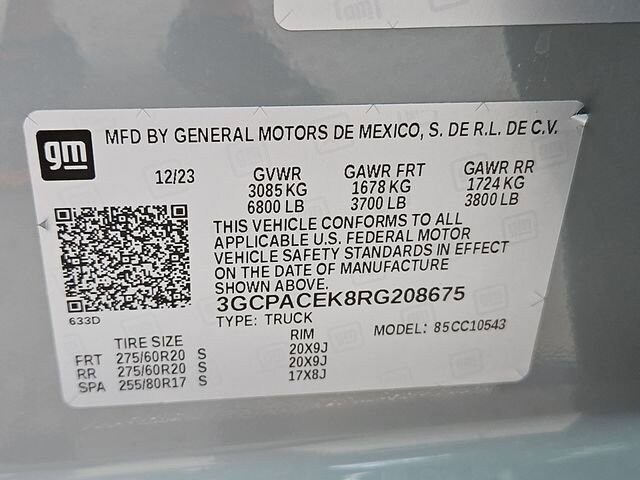 gm
MFD BY GENERAL MOTORS DE MEXICO, S. DE R.L. DE C.V.
12/23 GVWR GAWR FRT GAWR RR
3085 KG 1678 KG 1724 KG
6800 LB 3700 LB 3800 LB
THIS VEHICLE CONFORMS TO ALL
APPLICABLE U.S. FEDERAL MOTOR
VEHICLE SAFETY STANDARDS IN EFFECT
ON THE DATE OF MANUFACTURE
SHOWN ABOVE.
633D
3GCPACEK8RG208675
TYPE: TRUCK MODEL: 85CC10543
TIRE SIZE RIM
FRT 275/60R20 S 20X9J
RR 275/60R20 S 20X9J
SPA 255/80R17 S 17X8J